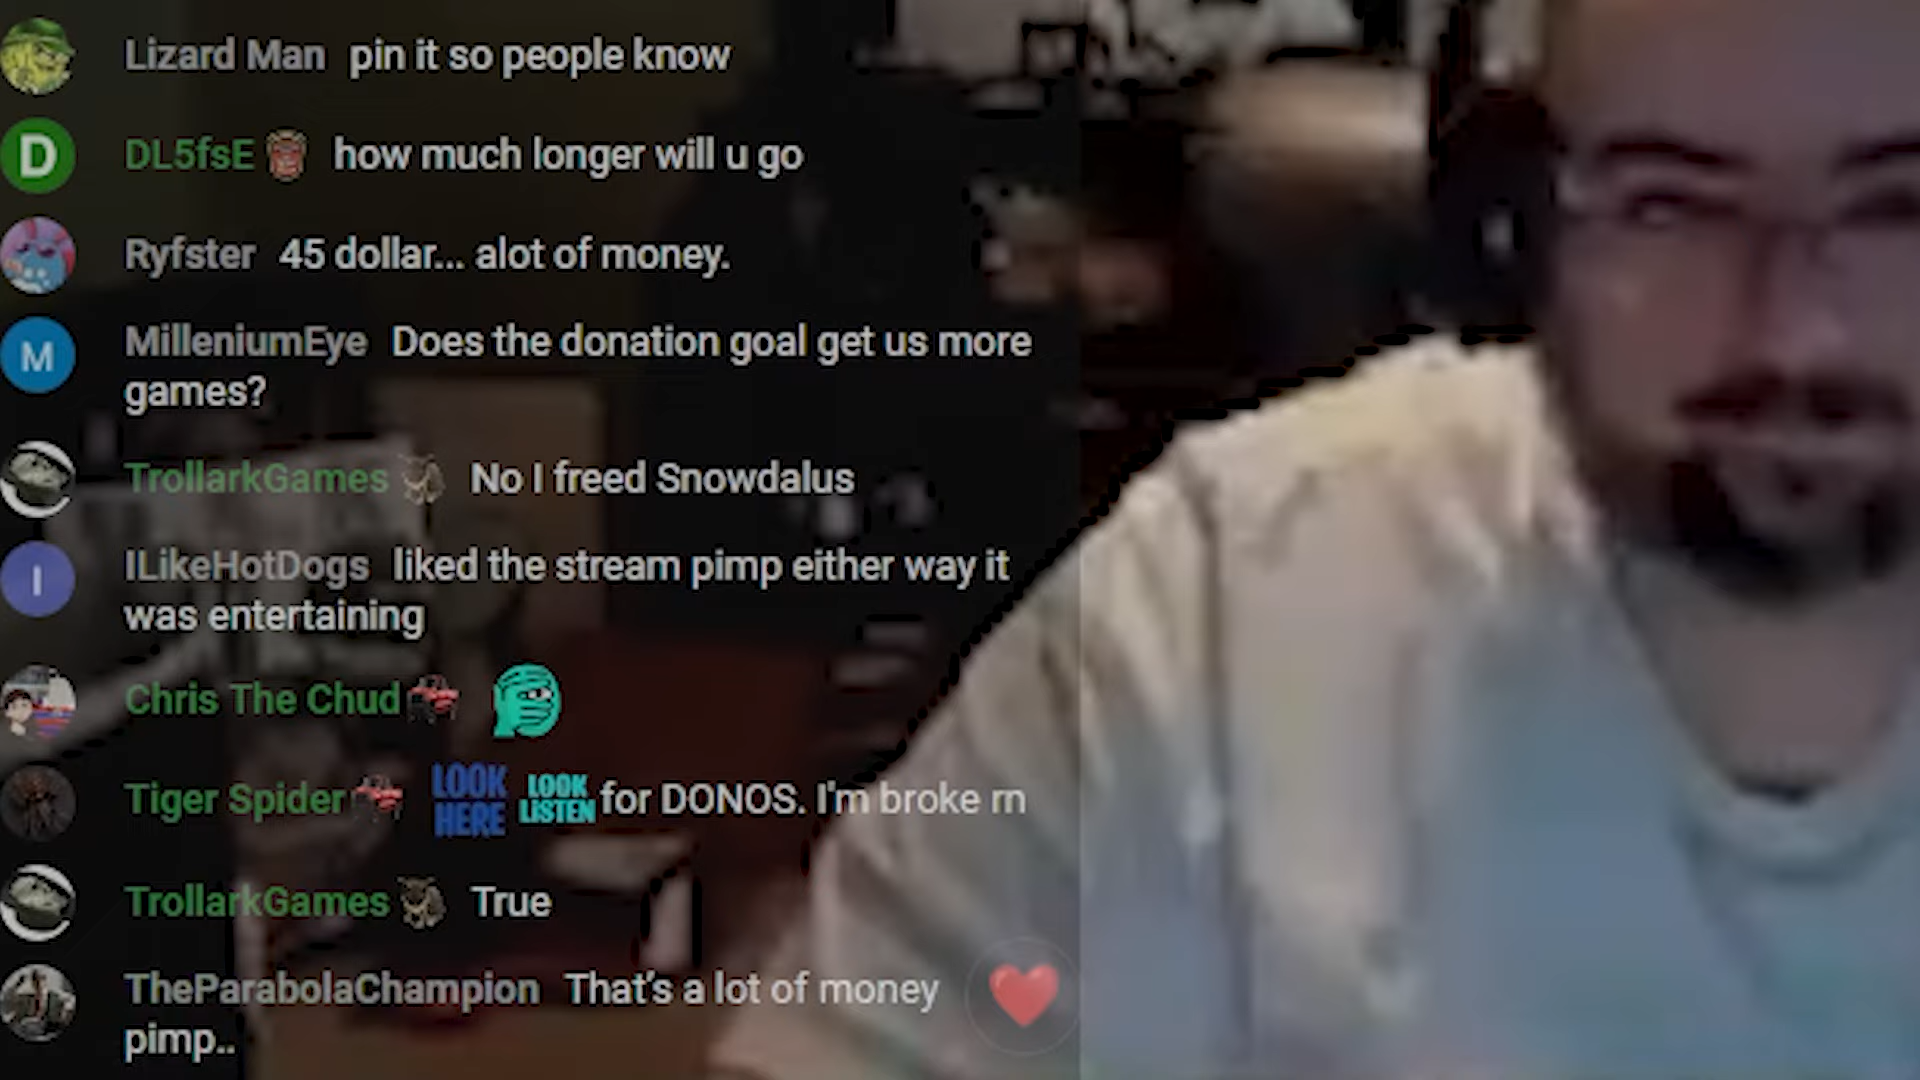 Lizard Man pin it so people know
D DL5fsE how much longer will u go
Ryfster 45 dollar... alot of money.
M MilleniumEye Does the donation goal get us more
games?
TrollarkGames No I freed Snowdalus
I ILikeHotDogs liked the stream pimp either way it
was entertaining
Chris The Chud
Tiger Spider LOOK HERE LOOK LISTEN for DONOS. I'm broke rn
TrollarkGames True
TheParabolaChampion That's a lot of money
pimp..